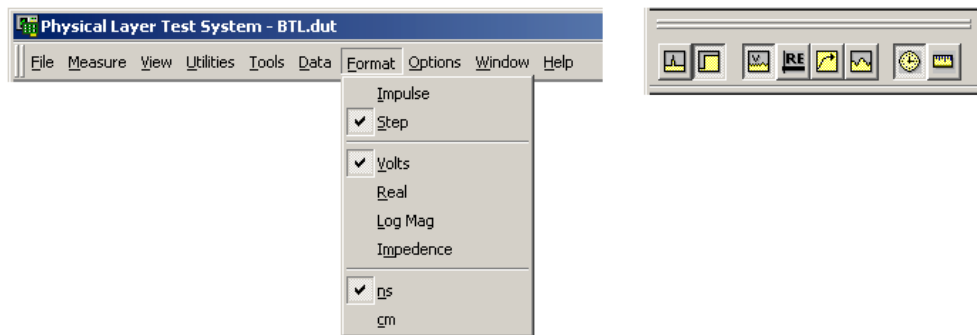 Physical Layer Test System - BTL.dut
File Measure View Utilities Tools Data Format Options Window Help
Impulse
Step
Volts
Real
Log Mag
Impedence
ns
cm
RE